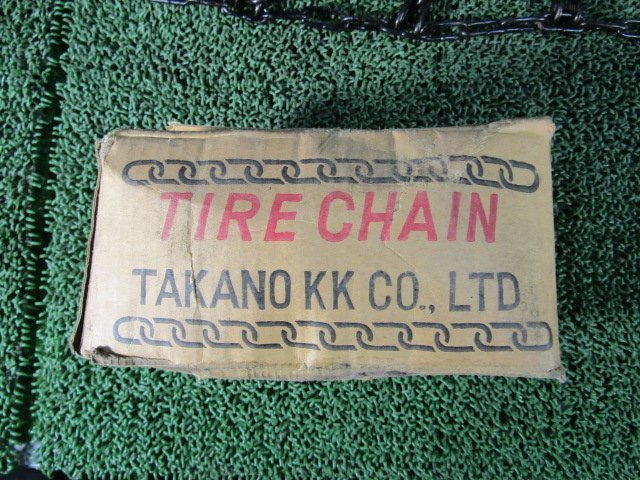 TIRE CHAIN
TAKANO KK CO., LTD